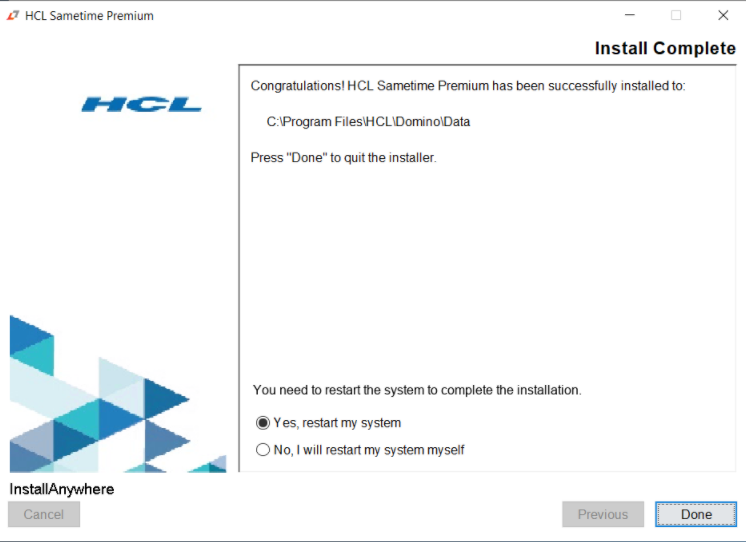 HCL Sametime Premium
Install Complete
HCL
Congratulations! HCL Sametime Premium has been successfully installed to:
C:\Program Files\HCL\Domino\Data
Press "Done" to quit the installer.
You need to restart the system to complete the installation.
Yes, restart my system
No, I will restart my system myself
InstallAnywhere
Cancel
Previous
Done